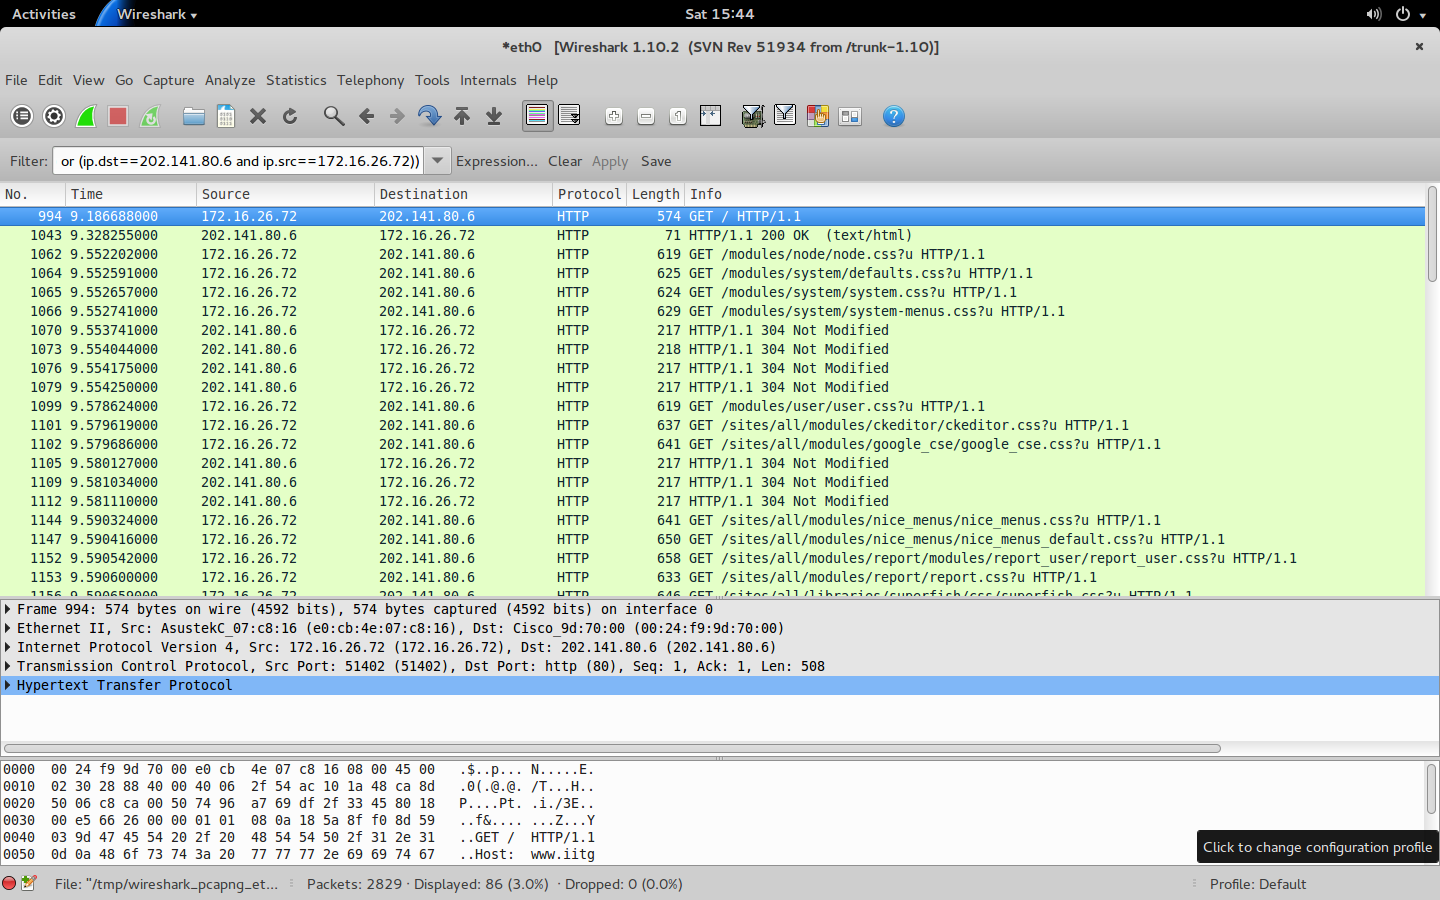 Activities Wireshark Sat 15:44
*eth0 [Wireshark 1.10.2 (SVN Rev 51934 from /trunk-1.10)]
File Edit View Go Capture Analyze Statistics Telephony Tools Internals Help
Filter: or (ip.dst==202.141.80.6 and ip.src==172.16.26.72)) Expression... Clear Apply Save
No. Time Source Destination Protocol Length Info
994 9.186688000 172.16.26.72 202.141.80.6 HTTP 574 GET / HTTP/1.1
1043 9.328255000 202.141.80.6 172.16.26.72 HTTP 71 HTTP/1.1 200 OK (text/html)
1062 9.552202000 172.16.26.72 202.141.80.6 HTTP 619 GET /modules/node/node.css?u HTTP/1.1
1064 9.552591000 172.16.26.72 202.141.80.6 HTTP 625 GET /modules/system/defaults.css?u HTTP/1.1
1065 9.552657000 172.16.26.72 202.141.80.6 HTTP 624 GET /modules/system/system.css?u HTTP/1.1
1066 9.552741000 172.16.26.72 202.141.80.6 HTTP 629 GET /modules/system/system-menus.css?u HTTP/1.1
1070 9.553741000 202.141.80.6 172.16.26.72 HTTP 217 HTTP/1.1 304 Not Modified
1073 9.554044000 202.141.80.6 172.16.26.72 HTTP 218 HTTP/1.1 304 Not Modified
1076 9.554175000 202.141.80.6 172.16.26.72 HTTP 217 HTTP/1.1 304 Not Modified
1079 9.554250000 202.141.80.6 172.16.26.72 HTTP 217 HTTP/1.1 304 Not Modified
1099 9.578624000 172.16.26.72 202.141.80.6 HTTP 619 GET /modules/user/user.css?u HTTP/1.1
1101 9.579619000 172.16.26.72 202.141.80.6 HTTP 637 GET /sites/all/modules/ckeditor/ckeditor.css?u HTTP/1.1
1102 9.579686000 172.16.26.72 202.141.80.6 HTTP 641 GET /sites/all/modules/google_cse/google_cse.css?u HTTP/1.1
1105 9.580127000 202.141.80.6 172.16.26.72 HTTP 217 HTTP/1.1 304 Not Modified
1109 9.581034000 202.141.80.6 172.16.26.72 HTTP 217 HTTP/1.1 304 Not Modified
1112 9.581110000 202.141.80.6 172.16.26.72 HTTP 217 HTTP/1.1 304 Not Modified
1144 9.590324000 172.16.26.72 202.141.80.6 HTTP 641 GET /sites/all/modules/nice_menus/nice_menus.css?u HTTP/1.1
1147 9.590416000 172.16.26.72 202.141.80.6 HTTP 650 GET /sites/all/modules/nice_menus/nice_menus_default.css?u HTTP/1.1
1152 9.590542000 172.16.26.72 202.141.80.6 HTTP 658 GET /sites/all/modules/report/modules/report_user/report_user.css?u HTTP/1.1
1153 9.590600000 172.16.26.72 202.141.80.6 HTTP 633 GET /sites/all/modules/report/report.css?u HTTP/1.1
1156 9.590659000 172.16.26.72 202.141.80.6 HTTP 646 GET /sites/all/libraries/superfish/css/superfish.css?u HTTP/1.1
Frame 994: 574 bytes on wire (4592 bits), 574 bytes captured (4592 bits) on interface 0
Ethernet II, Src: AsustekC_07:c8:16 (e0:cb:4e:07:c8:16), Dst: Cisco_9d:70:00 (00:24:f9:9d:70:00)
Internet Protocol Version 4, Src: 172.16.26.72 (172.16.26.72), Dst: 202.141.80.6 (202.141.80.6)
Transmission Control Protocol, Src Port: 51402 (51402), Dst Port: http (80), Seq: 1, Ack: 1, Len: 508
Hypertext Transfer Protocol
0000 00 24 f9 9d 70 00 e0 cb 4e 07 c8 16 08 00 45 00 .$..p... N.....E.
0010 02 30 28 88 40 00 40 06 2f 54 ac 10 1a 48 ca 8d .0(.@.@. /T...H..
0020 50 06 c8 ca 00 50 74 96 a7 69 df 2f 33 45 80 18 P....Pt. .i./3E..
0030 00 e5 66 26 00 00 01 01 08 0a 18 5a 8f f0 8d 59 ..f&.... ...Z...Y
0040 03 9d 47 45 54 20 2f 20 48 54 54 50 2f 31 2e 31 ..GET / HTTP/1.1
0050 0d 0a 48 6f 73 74 3a 20 77 77 77 2e 69 69 74 67 ..Host: www.iitg
Click to change configuration profile
File: "/tmp/wireshark_pcapng_et... Packets: 2829 · Displayed: 86 (3.0%) · Dropped: 0 (0.0%) Profile: Default